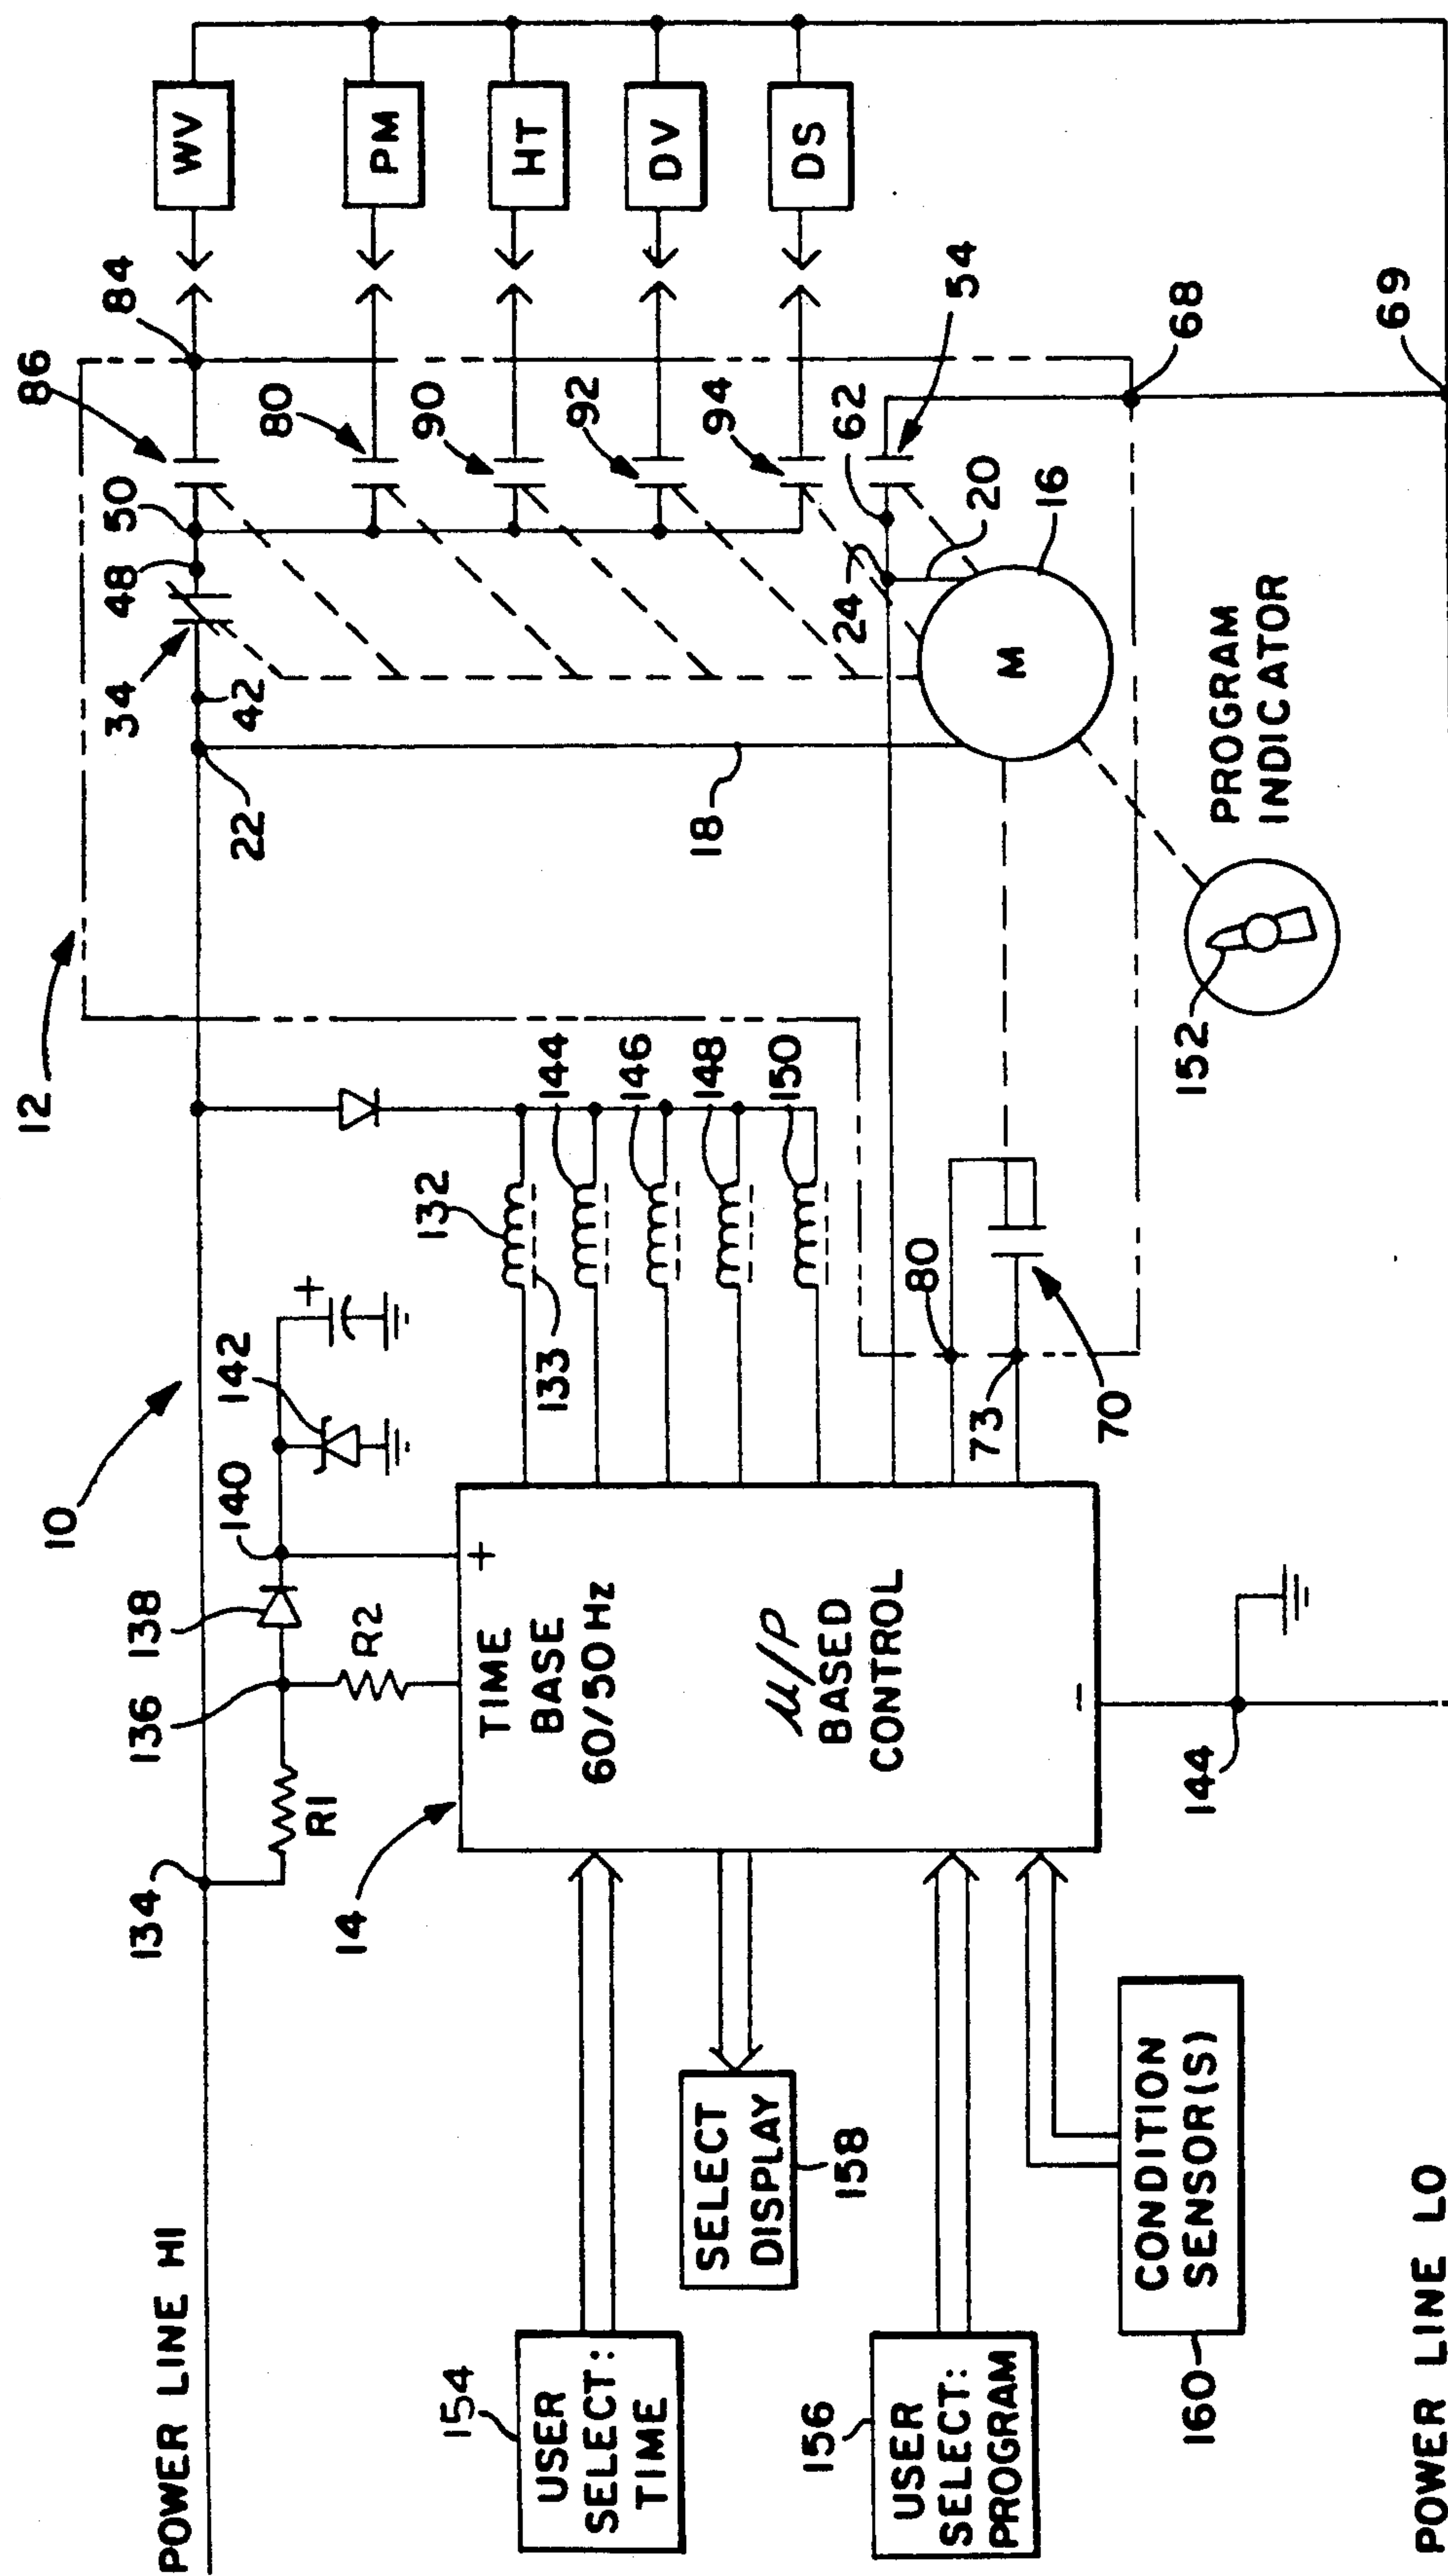 POWER LINE HI
POWER LINE LO
10
12
14
134
136
138
140
142
R1
R2
+
+
TIME
BASE
60/50 Hz
μ/P
BASED
CONTROL
−
144
132
133
144
146
148
150
80
73
70
154
USER
SELECT:
TIME
SELECT
DISPLAY
158
156
USER
SELECT:
PROGRAM
CONDITION
SENSOR(S)
160
22
42
34
48
50
86
84
80
90
92
94
62
54
24
20
16
18
M
68
69
152
PROGRAM
INDICATOR
WV
PM
HT
DV
DS